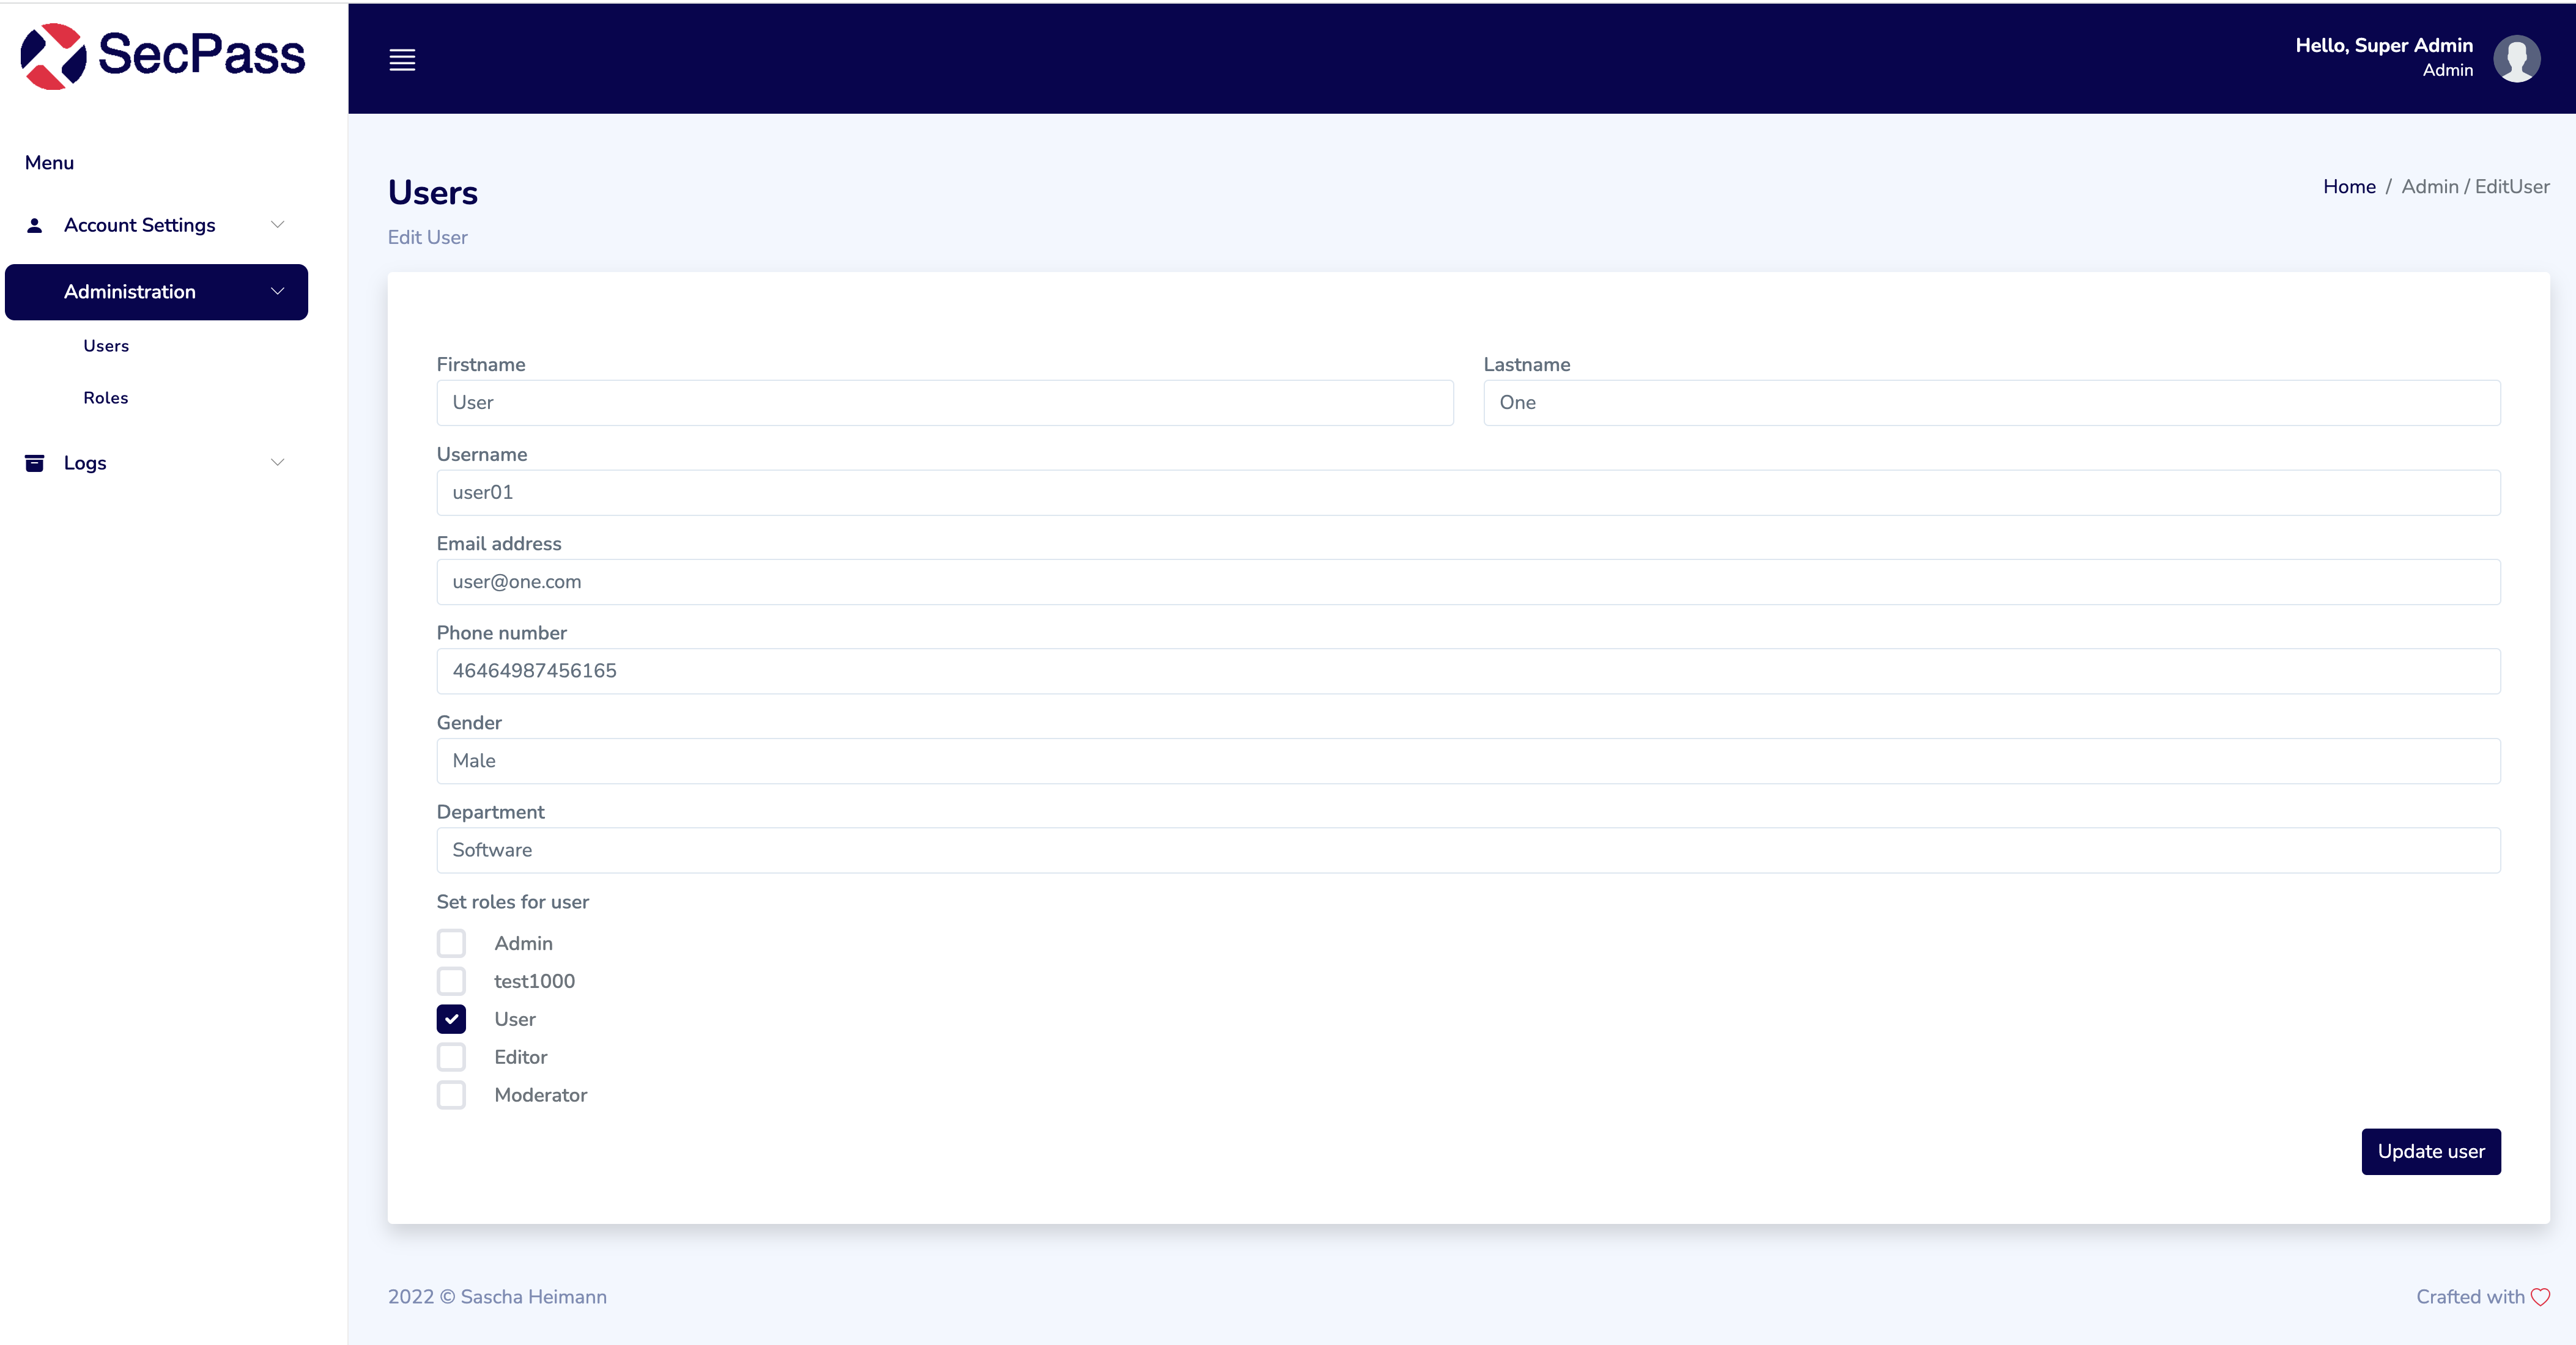 SecPass
Hello, Super Admin
Admin
Menu
Account Settings
Administration
Users
Roles
Logs
Users
Edit User
Home / Admin / EditUser
Firstname
User
Lastname
One
Username
user01
Email address
user@one.com
Phone number
46464987456165
Gender
Male
Department
Software
Set roles for user
Admin
test1000
User
Editor
Moderator
Update user
2022 © Sascha Heimann
Crafted with